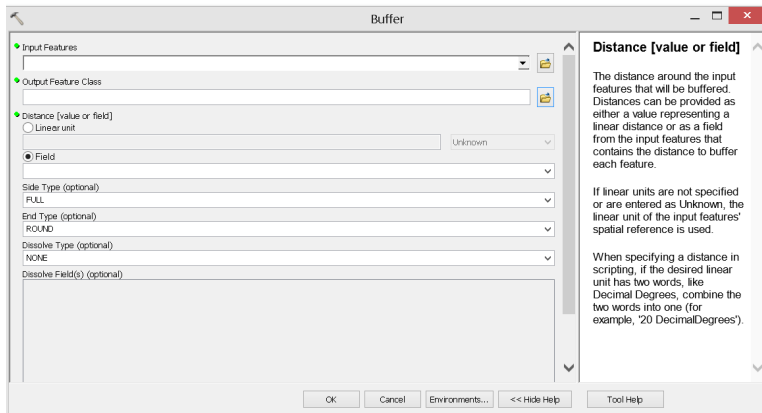 Buffer
Input Features
Output Feature Class
Distance [value or field]
Linear unit
Unknown
Field
Side Type (optional)
FULL
End Type (optional)
ROUND
Dissolve Type (optional)
NONE
Dissolve Field(s) (optional)
OK
Cancel
Environments...
<< Hide Help
Tool Help
Distance [value or field]
The distance around the input
features that will be buffered.
Distances can be provided as
either a value representing a
linear distance or as a field
from the input features that
contains the distance to buffer
each feature.
If linear units are not specified
or are entered as Unknown, the
linear unit of the input features'
spatial reference is used.
When specifying a distance in
scripting, if the desired linear
unit has two words, like
Decimal Degrees, combine the
two words into one (for
example, '20 DecimalDegrees').